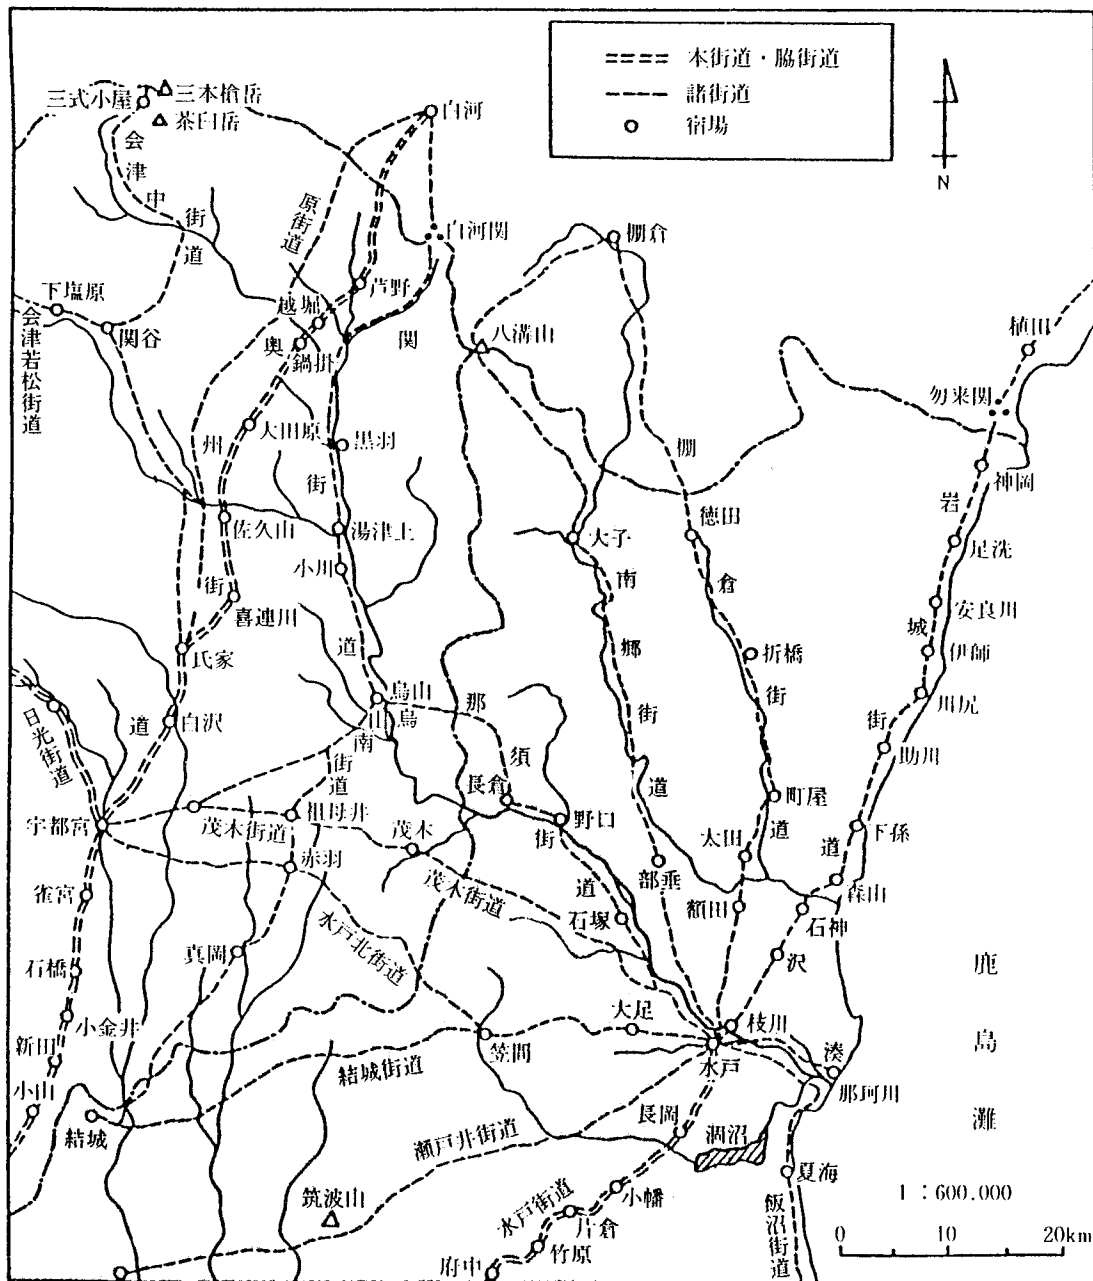 本街道・脇街道
諸街道
宿場
N
三式小屋
三本槍岳
茶臼岳
会津中街道
白河
原街道
白河関
棚倉
下塩原
会津若松街道
関谷
越堀
芦野
奥州街道
鍋掛
関街道
八溝山
植田
勿来関
大田原
黒羽
棚倉街道
神岡
岩城街道
佐久山
湯津上
大子
徳田
足洗
小川
南郷街道
安良川
喜連川
折橋
伊師
氏家
烏山
那須街道
川尻
日光街道
白沢
烏山南街道
助川
長倉
町屋
宇都宮
茂木街道
祖母井
茂木
野口
太田
下孫
赤羽
茂木街道
部垂
森山
雀宮
水戸北街道
石塚
額田
石神
石橋
真岡
沢
鹿島灘
小金井
大足
枝川
新田
笠間
水戸
湊
小山
結城街道
那珂川
結城
長岡
涸沼
瀬戸井街道
夏海
筑波山
小幡
1:600.000
水戸街道
片倉
飯沼街道
0 10 20km
竹原
府中